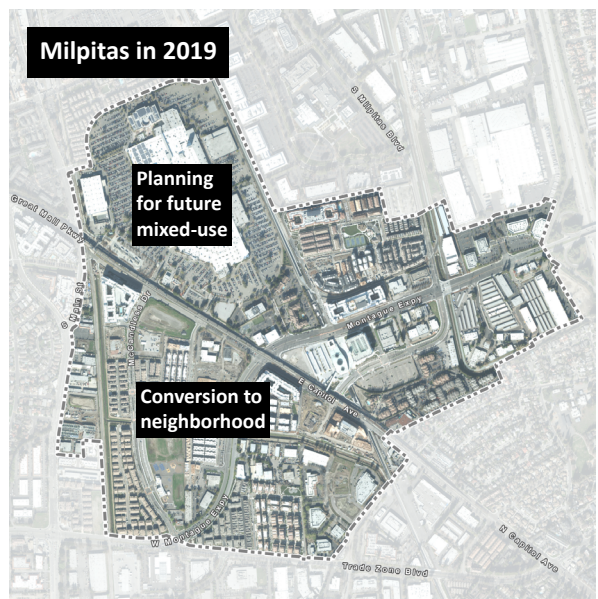 Milpitas in 2019
S Milpitas Blvd
Planning
for future
mixed-use
Great Mall Pkwy
S Main St
McCandless Dr
Montague Expy
E Capitol Ave
Conversion to
neighborhood
W Montague Expy
N Capitol Ave
Trade Zone Blvd